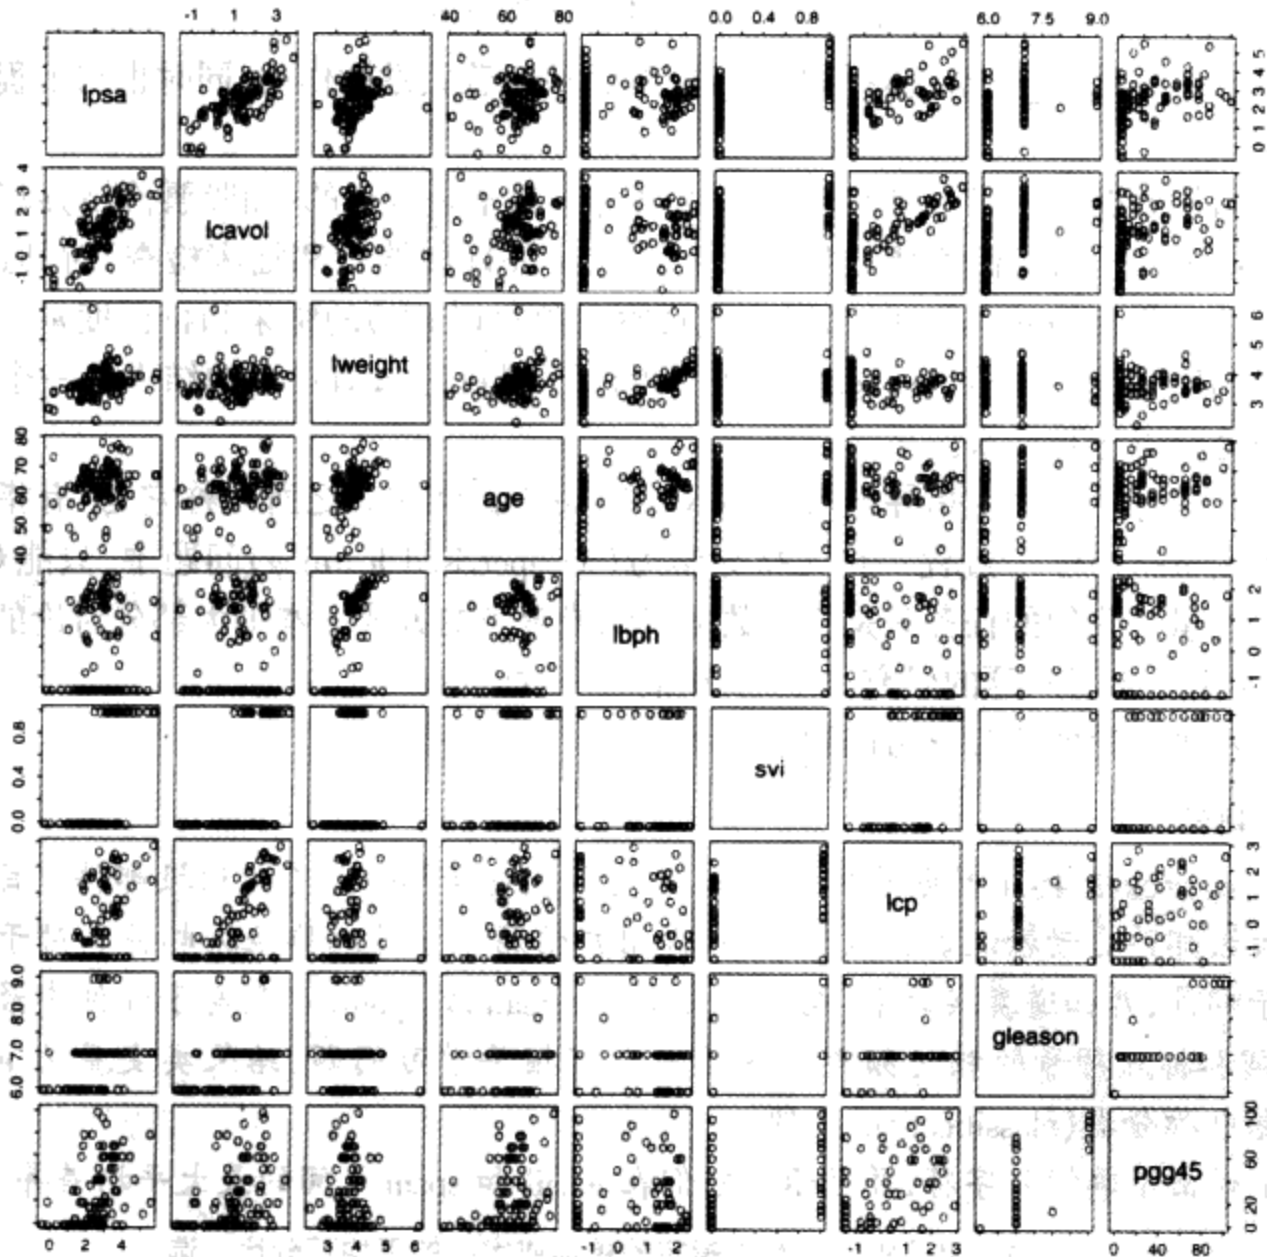 -1 1 3 40 60 80 0.0 0.4 0.8 6.0 7.5 9.0
lpsa 0 1 2 3 4 5
-1 0 1 2 3 4 lcavol
lweight 3 4 5 6
40 50 60 70 80 age
lbph -1 0 1 2
0.0 0.4 0.8 svi
lcp -1 0 1 2 3
6.0 7.0 8.0 9.0 gleason
pgg45 0 20 60 100
0 2 4 3 4 5 6 -1 0 1 2 -1 0 1 2 3 0 40 80